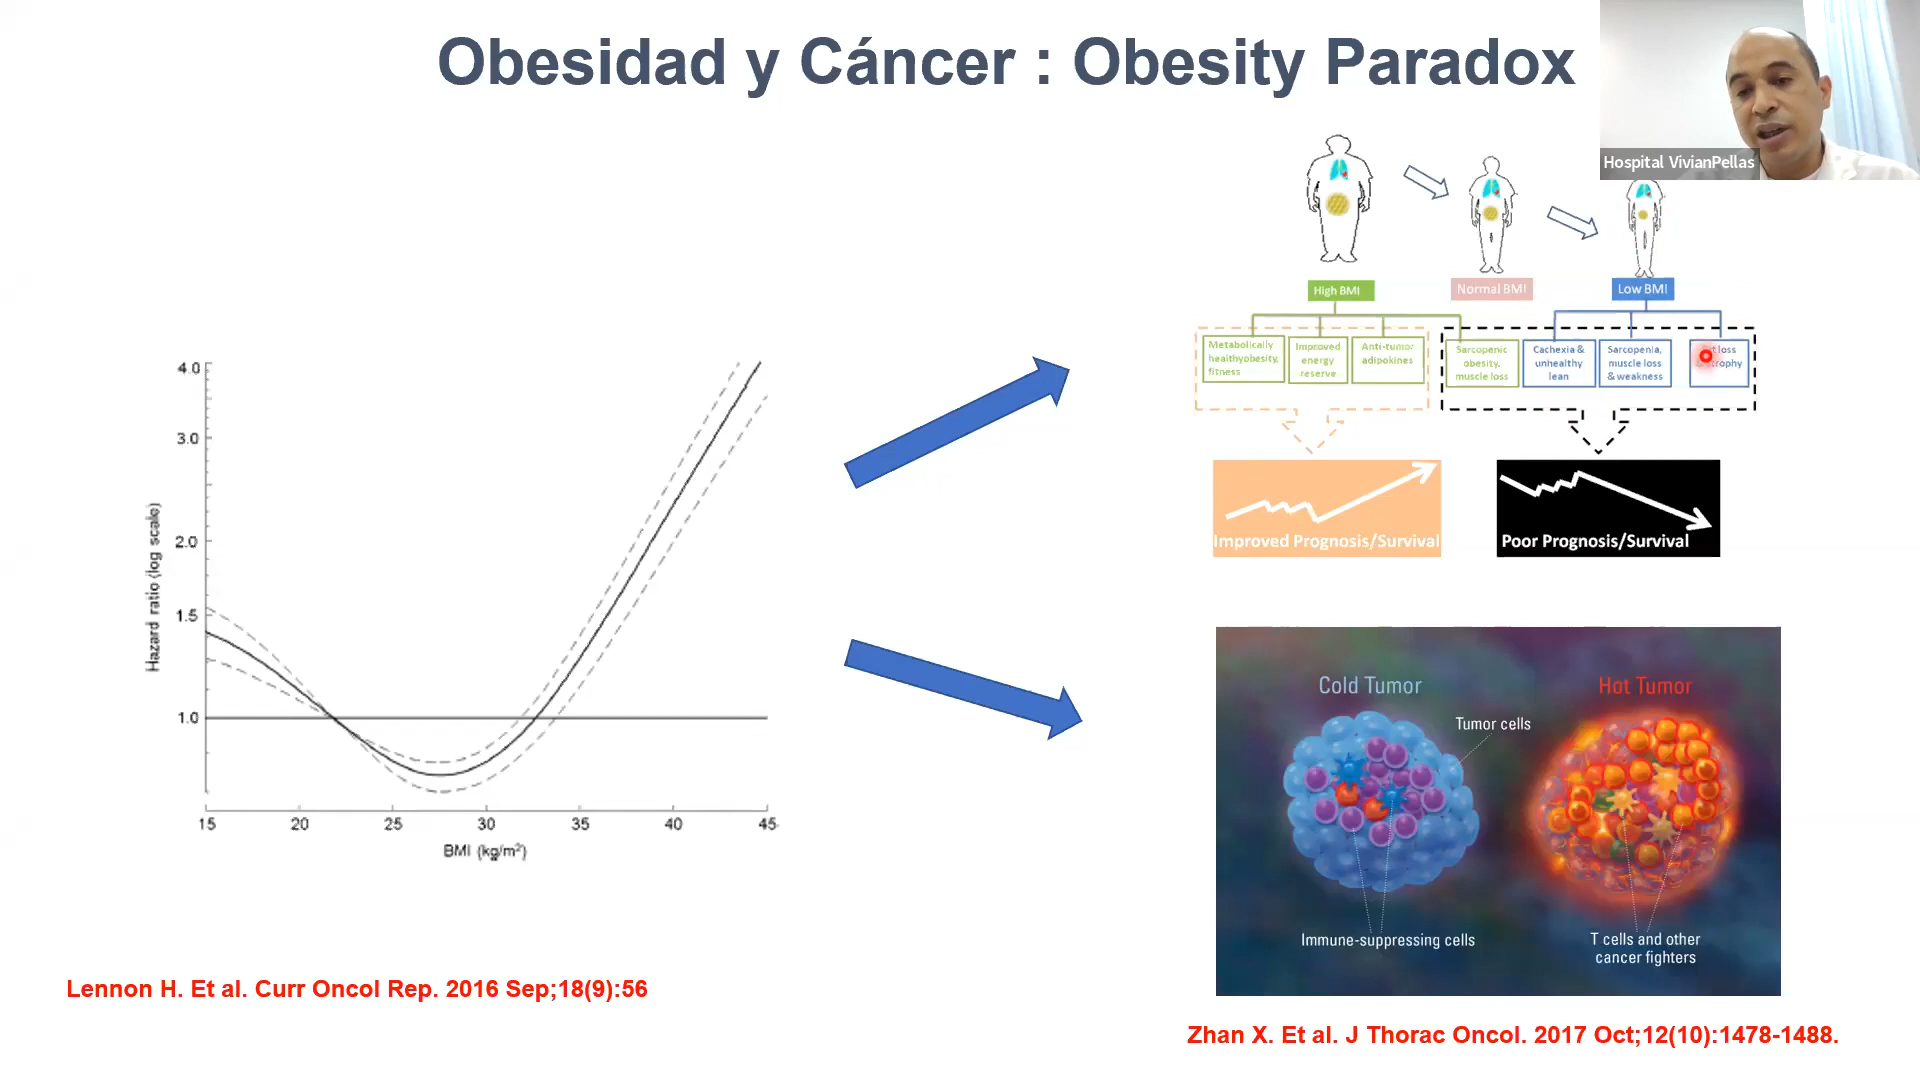 Obesidad y Cáncer : Obesity Paradox
Hospital VivianPellas
High BMI
Normal BMI
Low BMI
Metabolically
healthyobesity,
fitness
Improved
energy
reserve
Anti-tumor
adipokines
Sarcopenic
obesity,
muscle loss
Cachexia &
unhealthy
lean
Sarcopenia,
muscle loss
& weakness
loss
Improved Prognosis/Survival
Poor Prognosis/Survival
Hazard ratio (log scale)
4.0
3.0
2.0
1.5
1.0
15 20 25 30 35 40 45
BMI (kg/m²)
Cold Tumor
Hot Tumor
Tumor cells
Immune-suppressing cells
T cells and other
cancer fighters
Lennon H. Et al. Curr Oncol Rep. 2016 Sep;18(9):56
Zhan X. Et al. J Thorac Oncol. 2017 Oct;12(10):1478-1488.